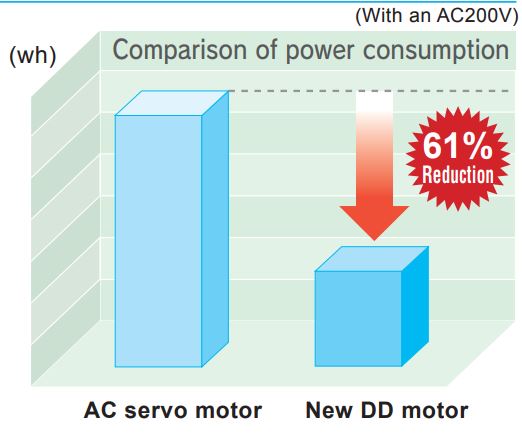 (With an AC200V)
(wh)
Comparison of power consumption
61%
Reduction
AC servo motor
New DD motor